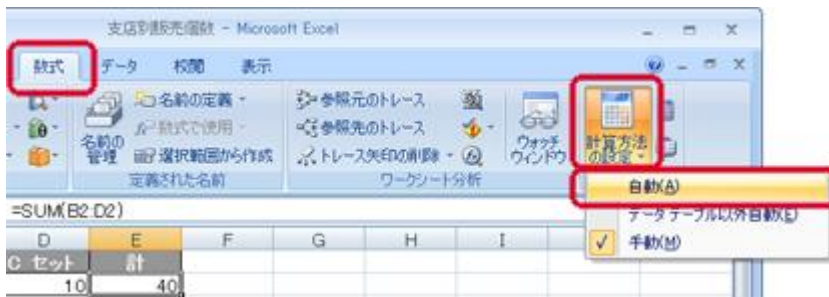 支店別販売個数 - Microsoft Excel
数式 データ 校閲 表示
名前の管理
名前の定義
数式で使用
選択範囲から作成
定義された名前
参照元のトレース
参照先のトレース
トレース矢印の削除
ウォッチウィンドウ
ワークシート分析
計算方法の設定
自動(A)
データ テーブル以外自動(E)
手動(M)
=SUM(B2:D2)
D E F G H I
C セット 計
10 40